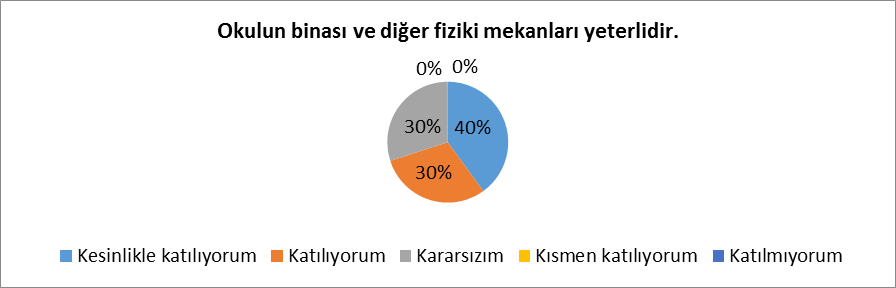 Okulun binası ve diğer fiziki mekanları yeterlidir.
0% 0%
30% 40%
30%
Kesinlikle katılıyorum Katılıyorum Kararsızım Kısmen katılıyorum Katılmıyorum